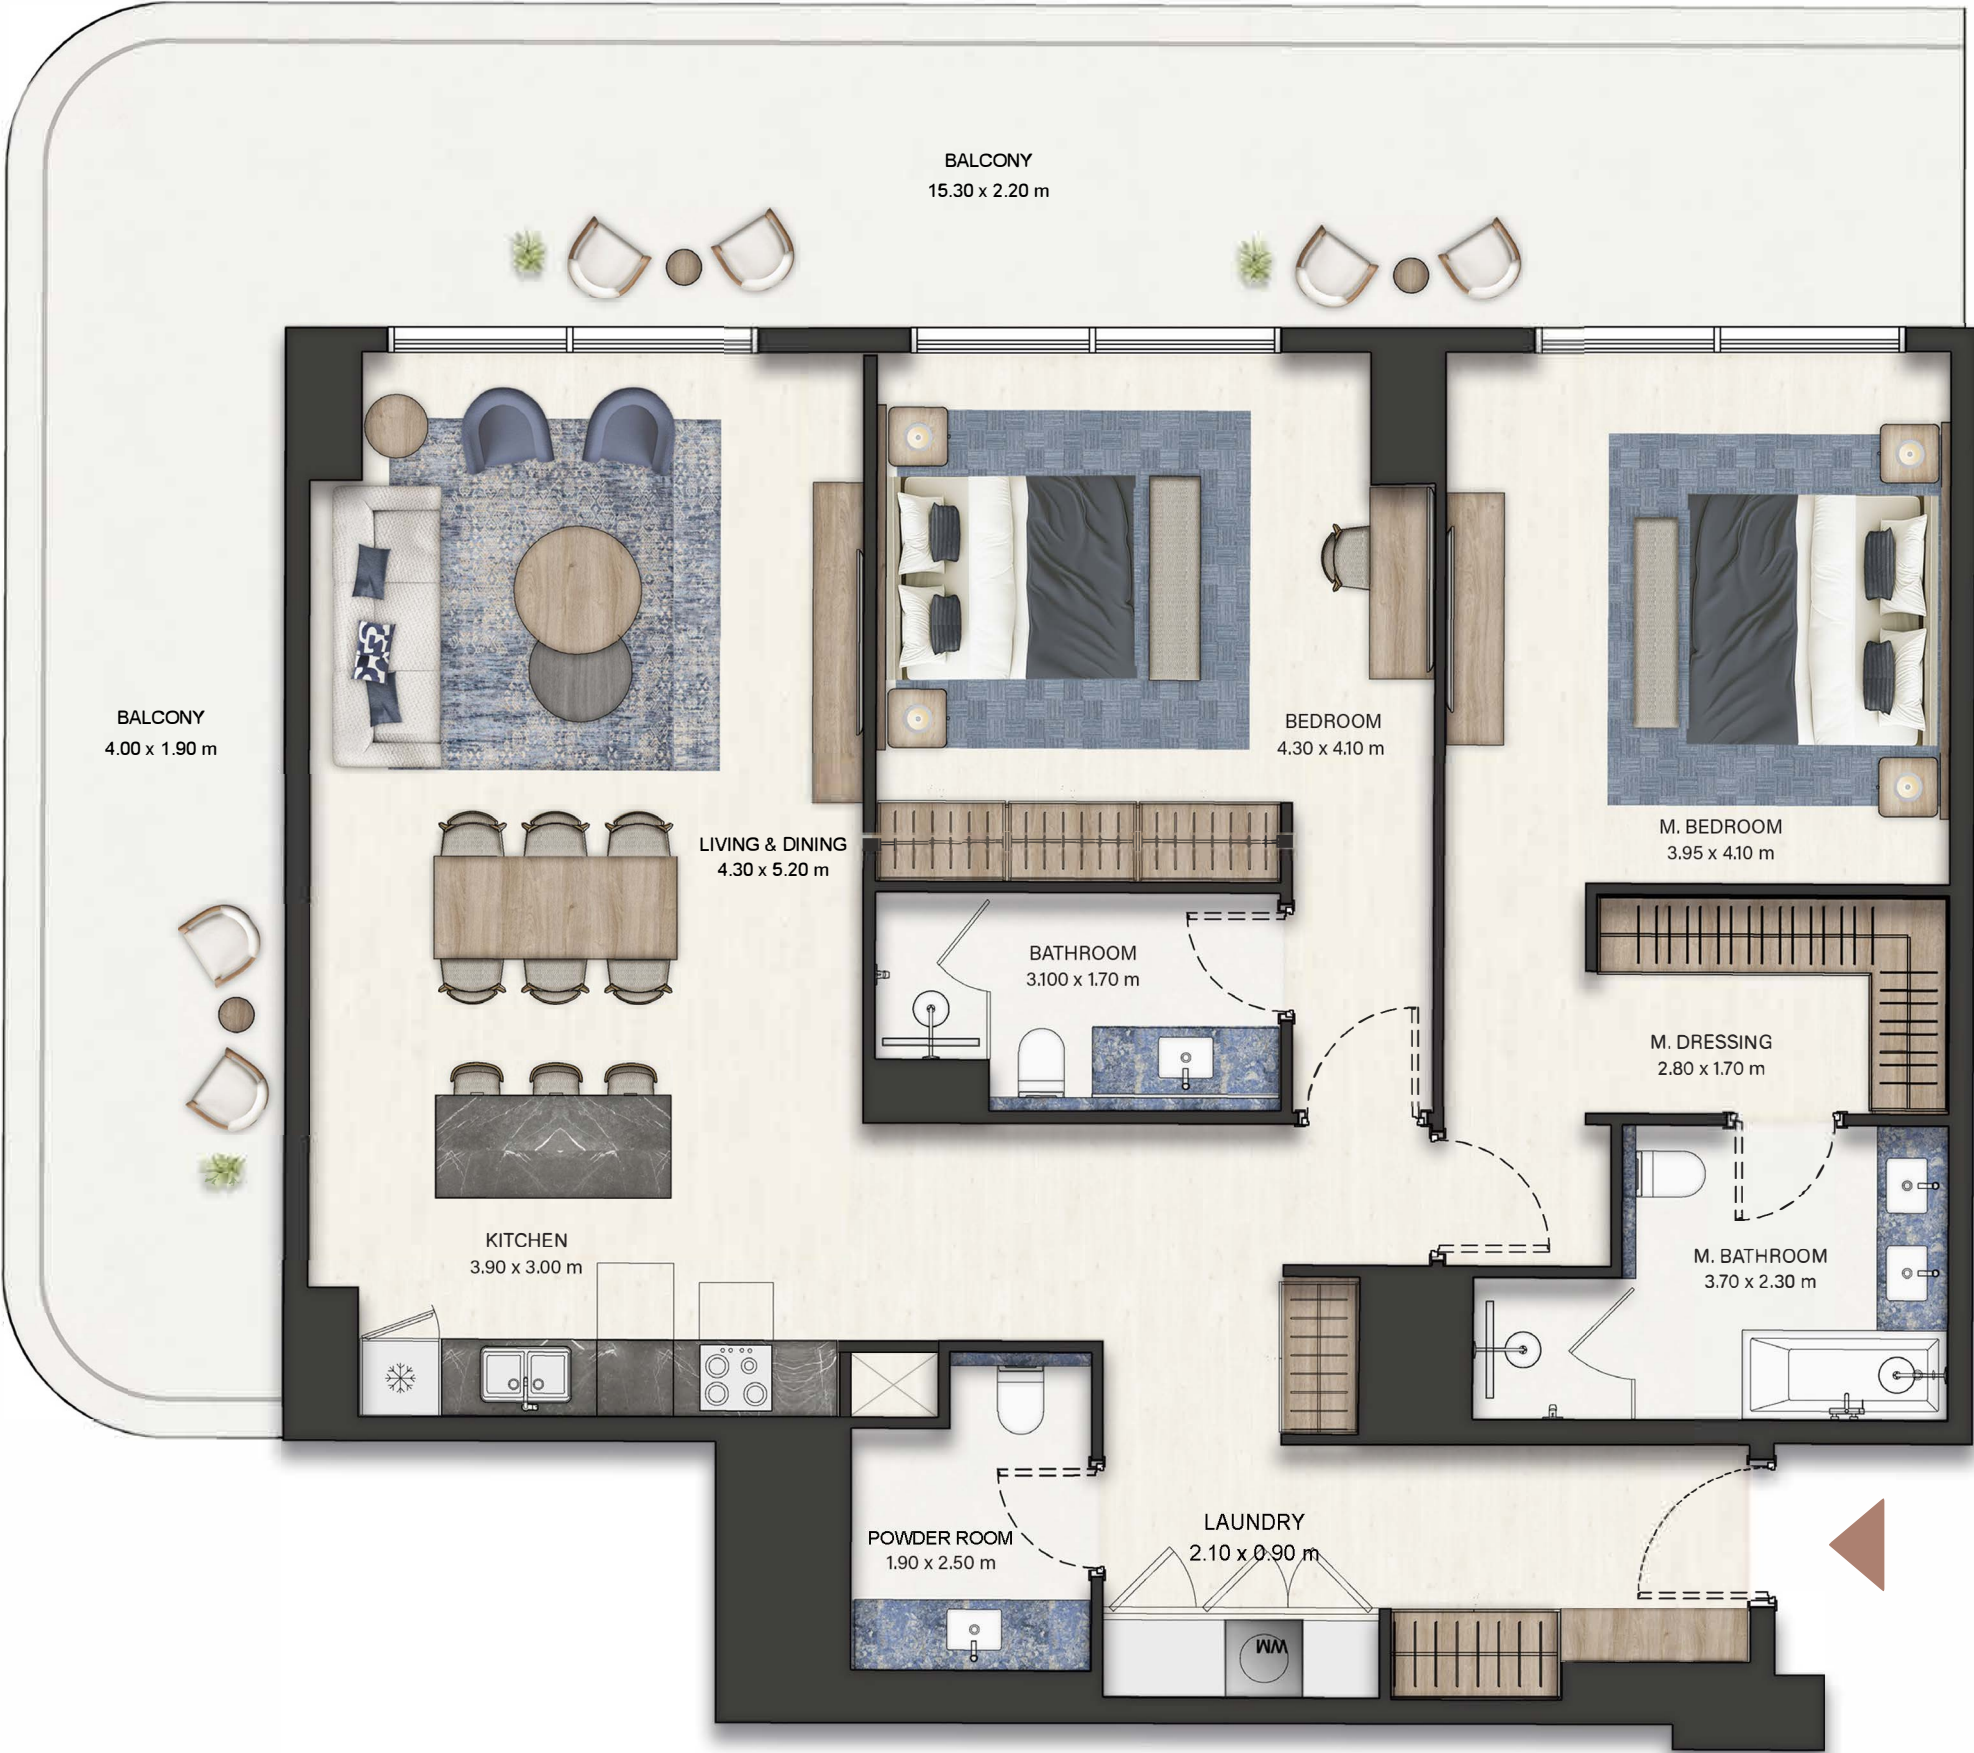 BALCONY
15.30 x 2.20 m
BALCONY
4.00 x 1.90 m
BEDROOM
4.30 x 4.10 m
LIVING & DINING
4.30 x 5.20 m
M. BEDROOM
3.95 x 4.10 m
BATHROOM
3.100 x 1.70 m
M. DRESSING
2.80 x 1.70 m
KITCHEN
3.90 x 3.00 m
M. BATHROOM
3.70 x 2.30 m
POWDER ROOM
1.90 x 2.50 m
LAUNDRY
2.10 x 0.90 m
WM